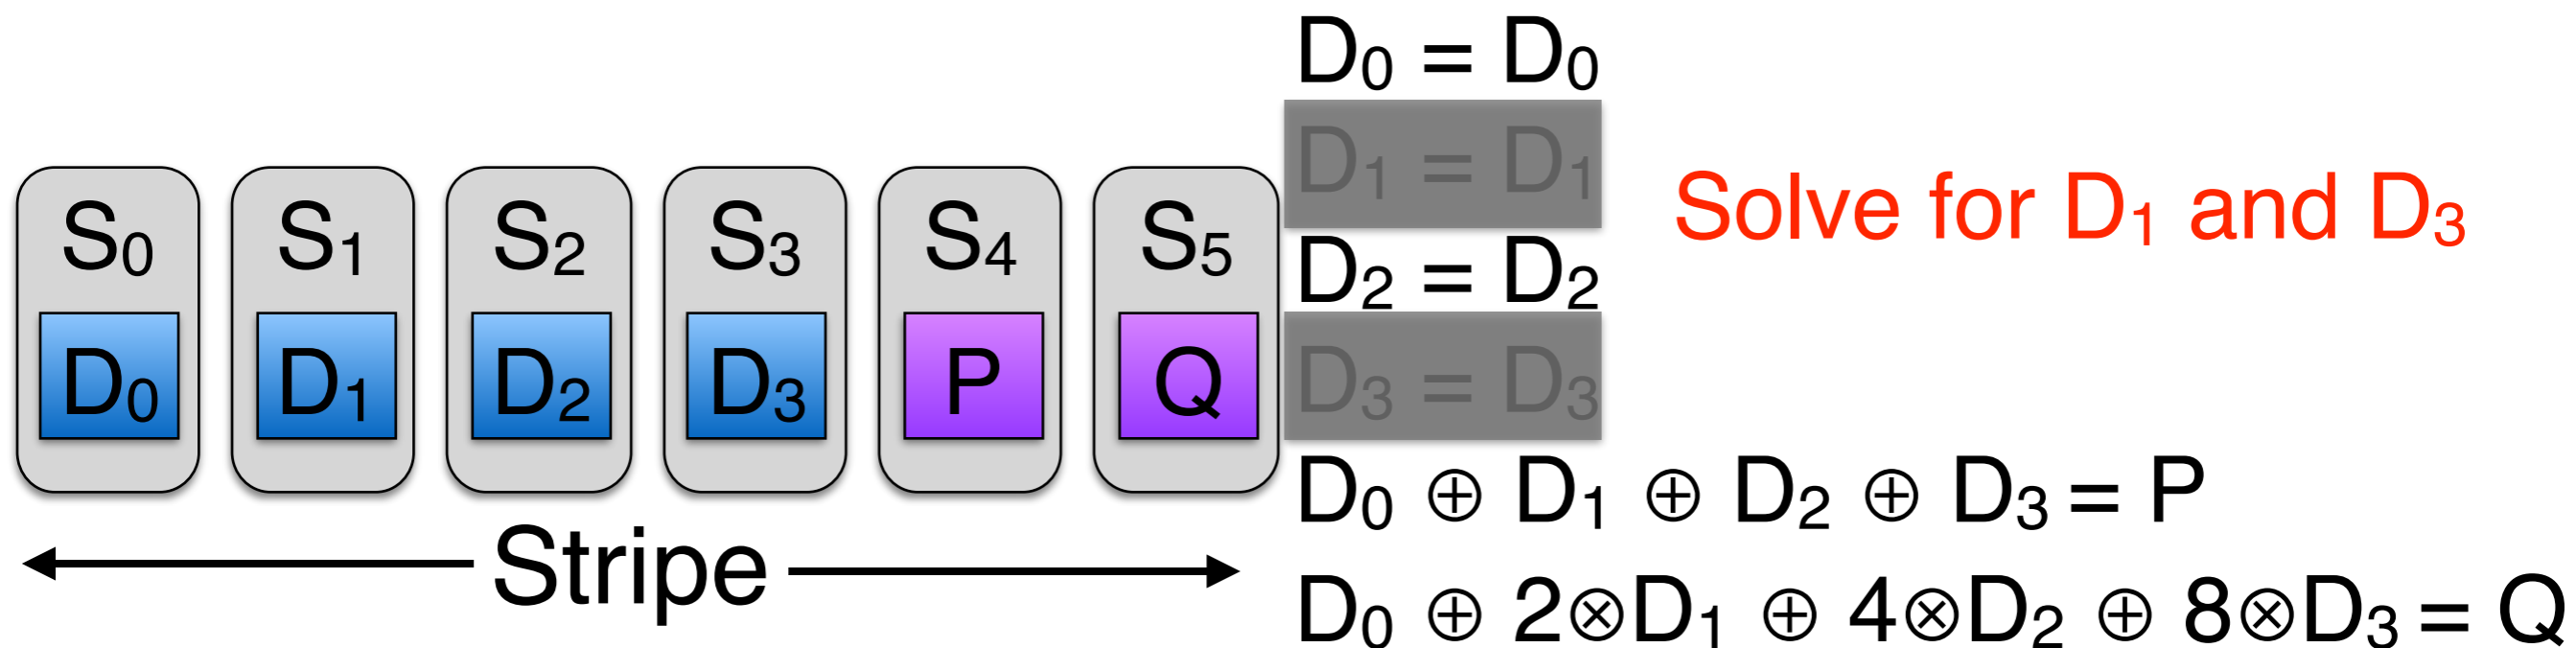 S₀ S₁ S₂ S₃ S₄ S₅
D₀ D₁ D₂ D₃ P Q
Stripe
D₀ = D₀
D₁ = D₁
D₂ = D₂
D₃ = D₃
D₀ ⊕ D₁ ⊕ D₂ ⊕ D₃ = P
D₀ ⊕ 2⊗D₁ ⊕ 4⊗D₂ ⊕ 8⊗D₃ = Q
Solve for D₁ and D₃